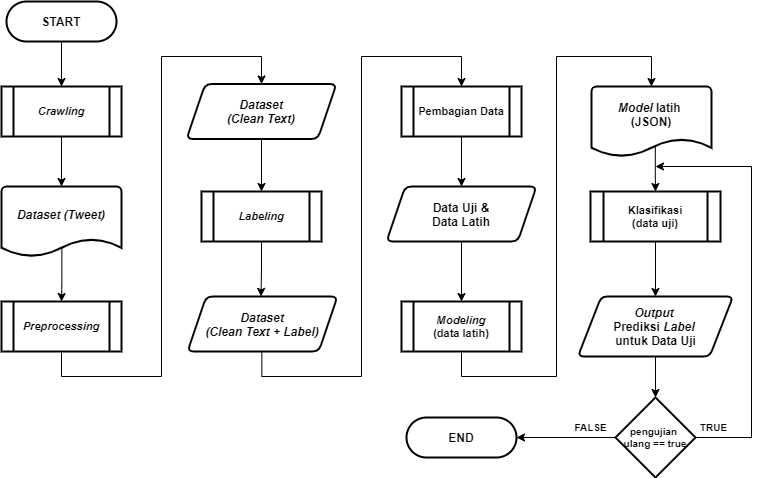 START
Crawling
Dataset (Tweet)
Preprocessing
Dataset
(Clean Text)
Labeling
Dataset
(Clean Text + Label)
Pembagian Data
Data Uji &
Data Latih
Modeling
(data latih)
Model latih
(JSON)
Klasifikasi
(data uji)
Output
Prediksi Label
untuk Data Uji
pengujian
ulang == true
TRUE
FALSE
END